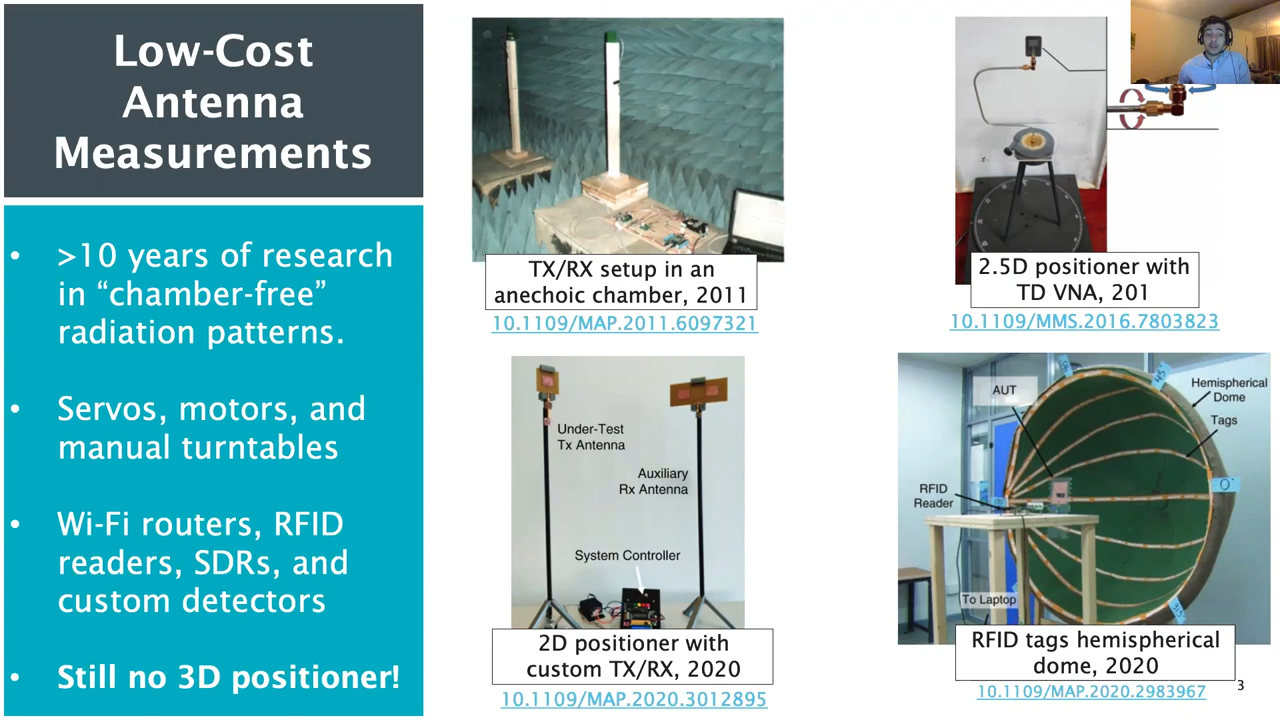 Low-Cost
Antenna
Measurements
• >10 years of research
in “chamber-free”
radiation patterns.
• Servos, motors, and
manual turntables
• Wi-Fi routers, RFID
readers, SDRs, and
custom detectors
• Still no 3D positioner!
TX/RX setup in an
anechoic chamber, 2011
10.1109/MAP.2011.6097321
2.5D positioner with
TD VNA, 201
10.1109/MMS.2016.7803823
Under-Test
Tx Antenna
Auxiliary
Rx Antenna
System Controller
2D positioner with
custom TX/RX, 2020
10.1109/MAP.2020.3012895
AUT
Hemispherical
Dome
Tags
45°
0°
RFID
Reader
To Laptop
RFID tags hemispherical
dome, 2020
10.1109/MAP.2020.2983967
3